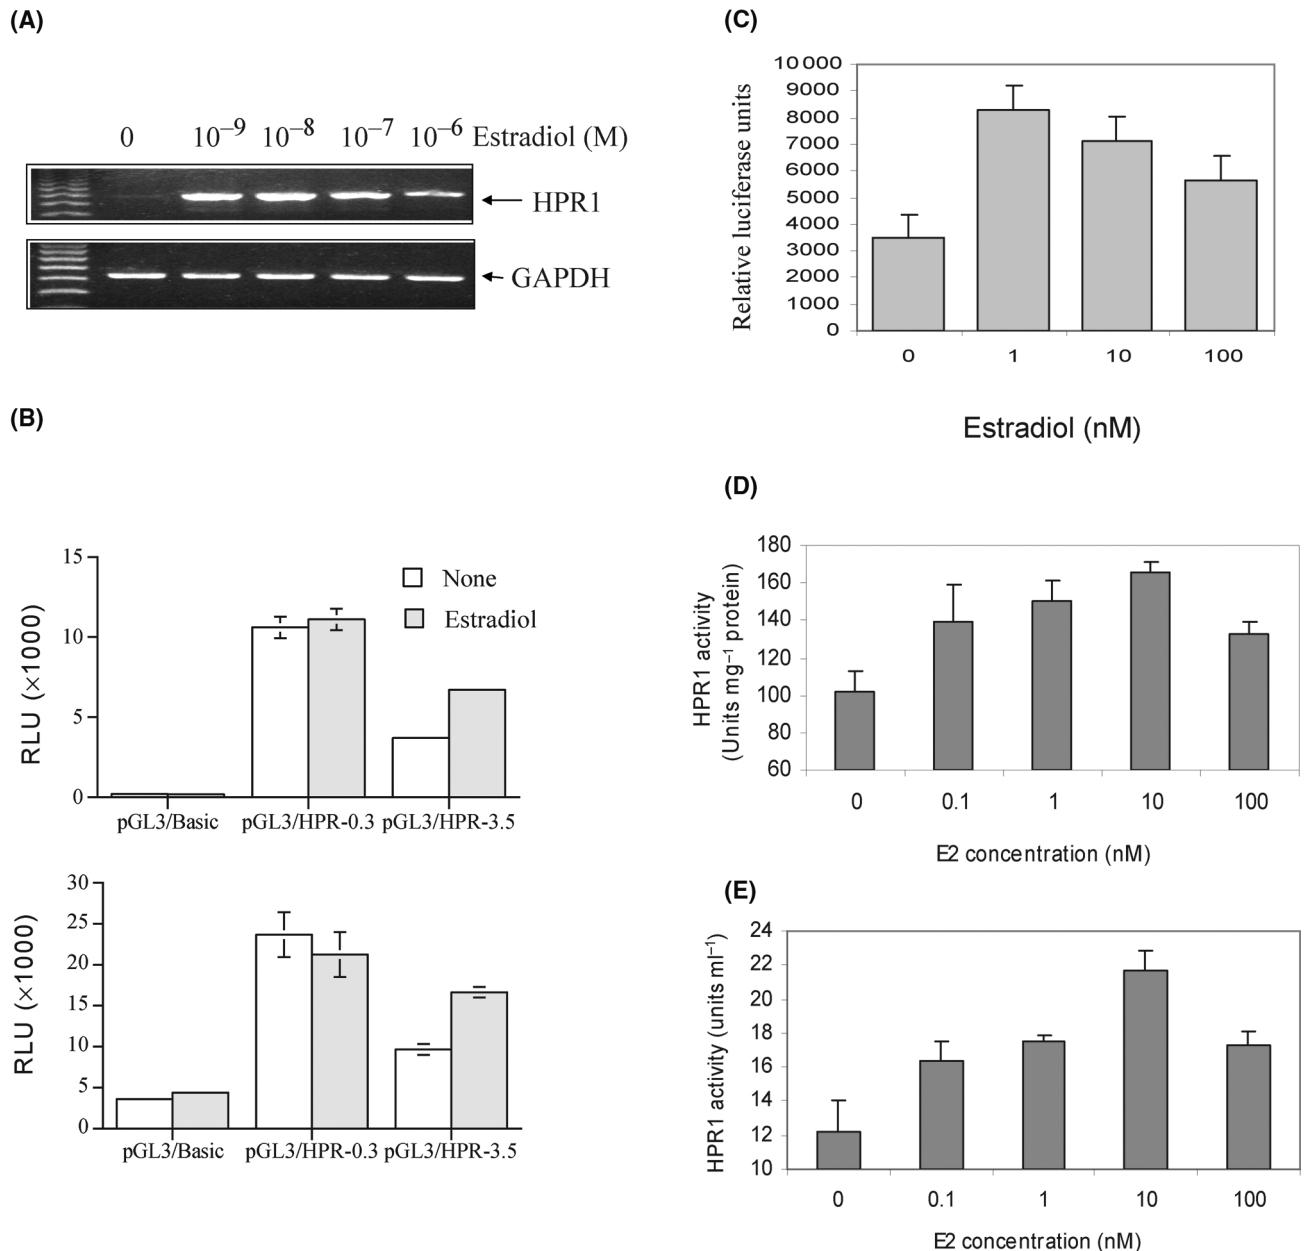 (A)
0 10⁻⁹ 10⁻⁸ 10⁻⁷ 10⁻⁶ Estradiol (M)
HPR1
GAPDH
(B)
15
10
5
0
RLU (×1000)
None
Estradiol
pGL3/Basic pGL3/HPR-0.3 pGL3/HPR-3.5
30
25
20
15
10
5
0
RLU (×1000)
pGL3/Basic pGL3/HPR-0.3 pGL3/HPR-3.5
(C)
10 000
9000
8000
7000
6000
5000
4000
3000
2000
1000
0
Relative luciferase units
0 1 10 100
Estradiol (nM)
(D)
180
160
140
120
100
80
60
HPR1 activity
(Units mg⁻¹ protein)
0 0.1 1 10 100
E2 concentration (nM)
(E)
24
22
20
18
16
14
12
10
HPR1 activity (units ml⁻¹)
0 0.1 1 10 100
E2 concentration (nM)